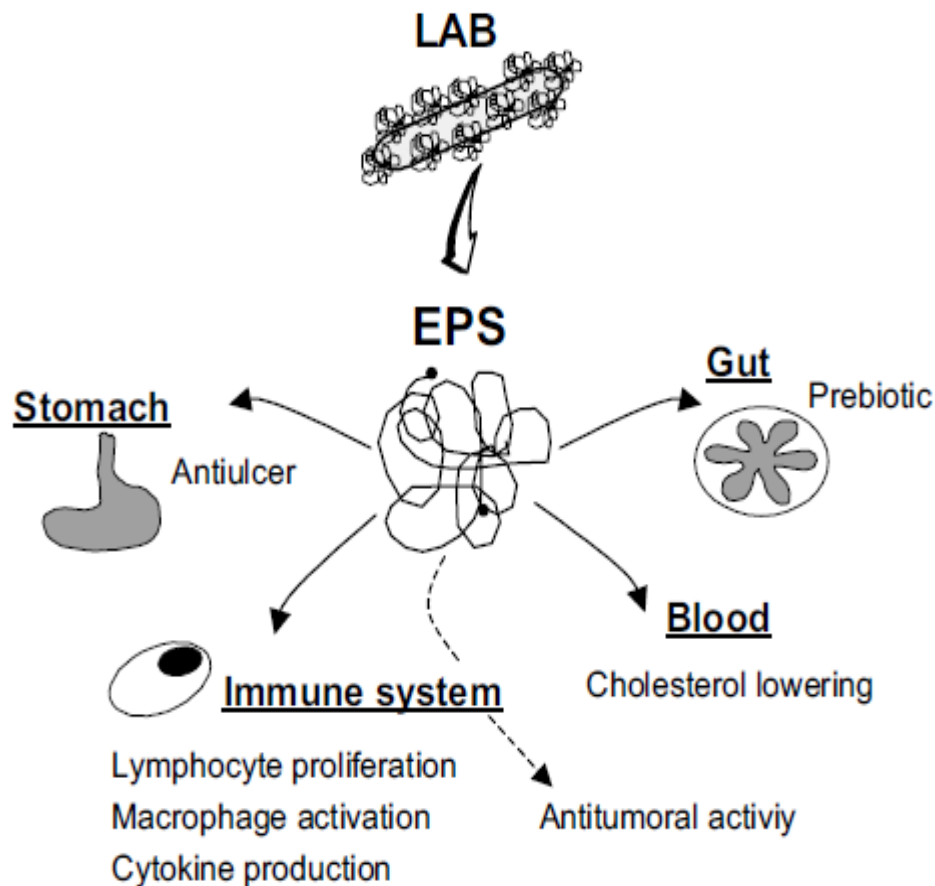 LAB
EPS
Gut
Prebiotic
Stomach
Antiulcer
Blood
Cholesterol lowering
Immune system
Lymphocyte proliferation
Macrophage activation
Cytokine production
Antitumoral activiy